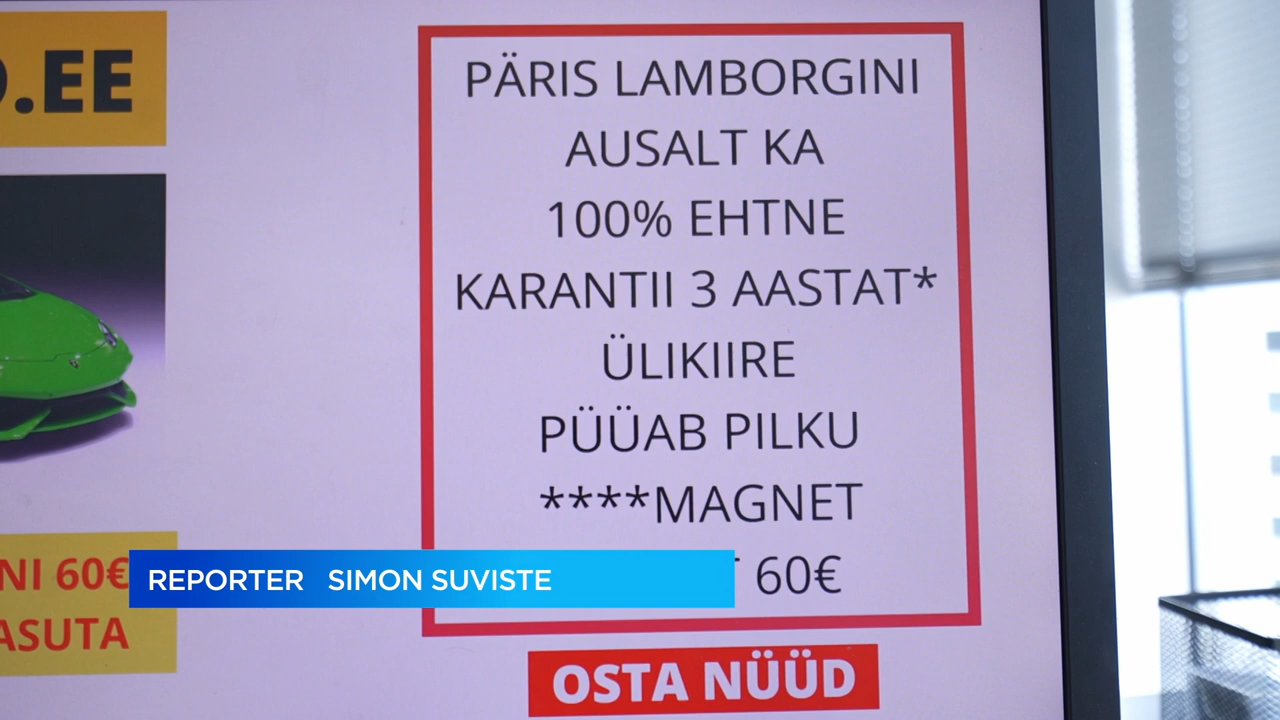 .EE
PÄRIS LAMBORGINI
AUSALT KA
100% EHTNE
KARANTII 3 AASTAT*
ÜLIKIIRE
PÜÜAB PILKU
****MAGNET
60€
NI 60€
ASUTA
REPORTER SIMON SUVISTE
OSTA NÜÜD